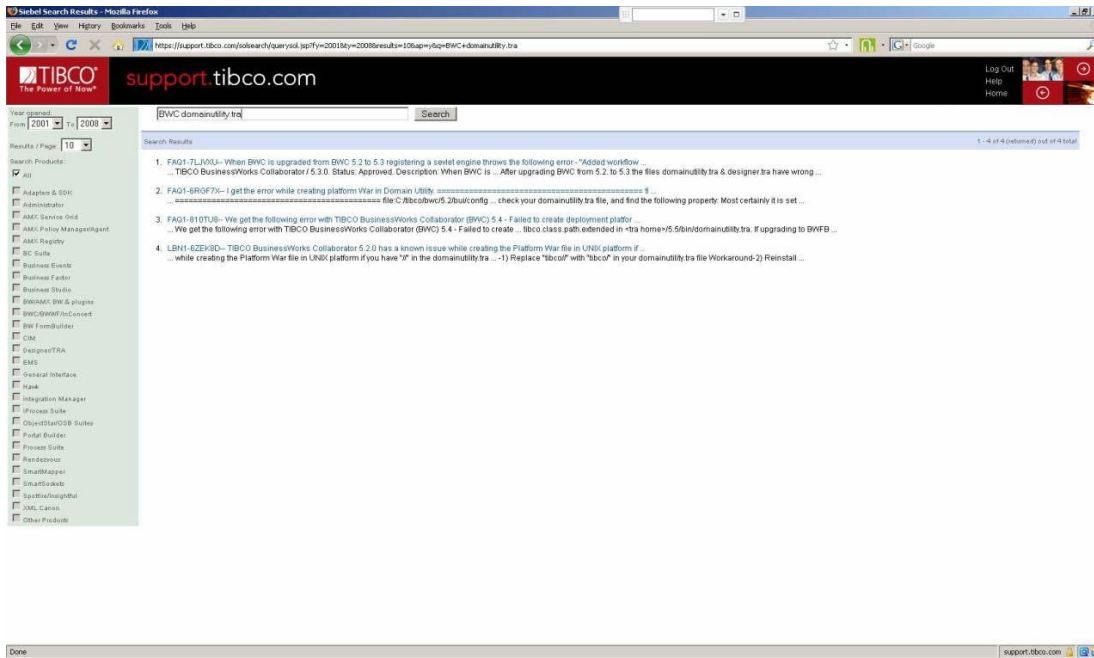 Siebel Search Results - Mozilla Firefox
File Edit View History Bookmarks Tools Help
https://support.tibco.com/solsearch/querysol.jsp?fy=2001&ty=2008&results=10&ap=y&q=BWC+domainutility.tra
Google
TIBCO
The Power of Now®
support.tibco.com
Log Out
Help
Home
Year opened:
From 2001 To 2008
BWC domainutility.tra
Search
Results / Page: 10
Search Results
1 - 4 of 4 (returned) out of 4 total
Search Products:
All
Adapters & SDK
Administrator
AMX Service Grid
AMX Policy Manager/Agent
AMX Registry
BC Suite
Business Events
Business Factor
Business Studio
BW/AMX BW & plugins
BWC/BWWF/InConcert
BW FormBuilder
CIM
Designer/TRA
EMS
General Interface
Hawk
Integration Manager
iProcess Suite
ObjectStar/OSB Suites
Portal Builder
Process Suite
Rendezvous
SmartMapper
SmartSockets
Spotfire/Insightful
XML Canon
Other Products
1. FAQ1-7LJVXU-- When BWC is upgraded from BWC 5.2 to 5.3 registering a sevlet engine throws the following error - "Added workflow ...
... TIBCO BusinessWorks Collaborator / 5.3.0. Status: Approved. Description: When BWC is ... After upgrading BWC from 5.2. to 5.3 the files domainutility.tra & designer.tra have wrong ...
2. FAQ1-6RGF7X-- I get the error while creating platform War in Domain Utility. ======================================== fi ...
... ======================================== file:C:/tibco/bwc/5.2/bui/config ... check your domainutility.tra file, and find the following property: Most certainly it is set ...
3. FAQ1-810TU8-- We get the following error with TIBCO BusinessWorks Collaborator (BWC) 5.4 - Failed to create deployment platfor ...
... We get the following error with TIBCO BusinessWorks Collaborator (BWC) 5.4 - Failed to create ... tibco.class.path.extended in <tra home>/5.5/bin/domainutility.tra. If upgrading to BWFB ...
4. LBN1-6ZEK8D-- TIBCO BusinessWorks Collaborator 5.2.0 has a known issue while creating the Platform War file in UNIX platform if ...
... while creating the Platform War file in UNIX platform if you have "//" in the domainutility.tra ... -1) Replace "tibco//" with "tibco/" in your domainutility.tra file Workaround-2) Reinstall ...
Done
support.tibco.com